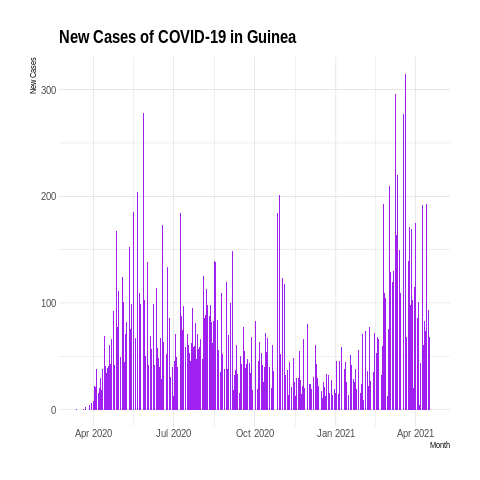 New Cases of COVID-19 in Guinea
New Cases
300
200
100
0
Apr 2020
Jul 2020
Oct 2020
Jan 2021
Apr 2021
Month